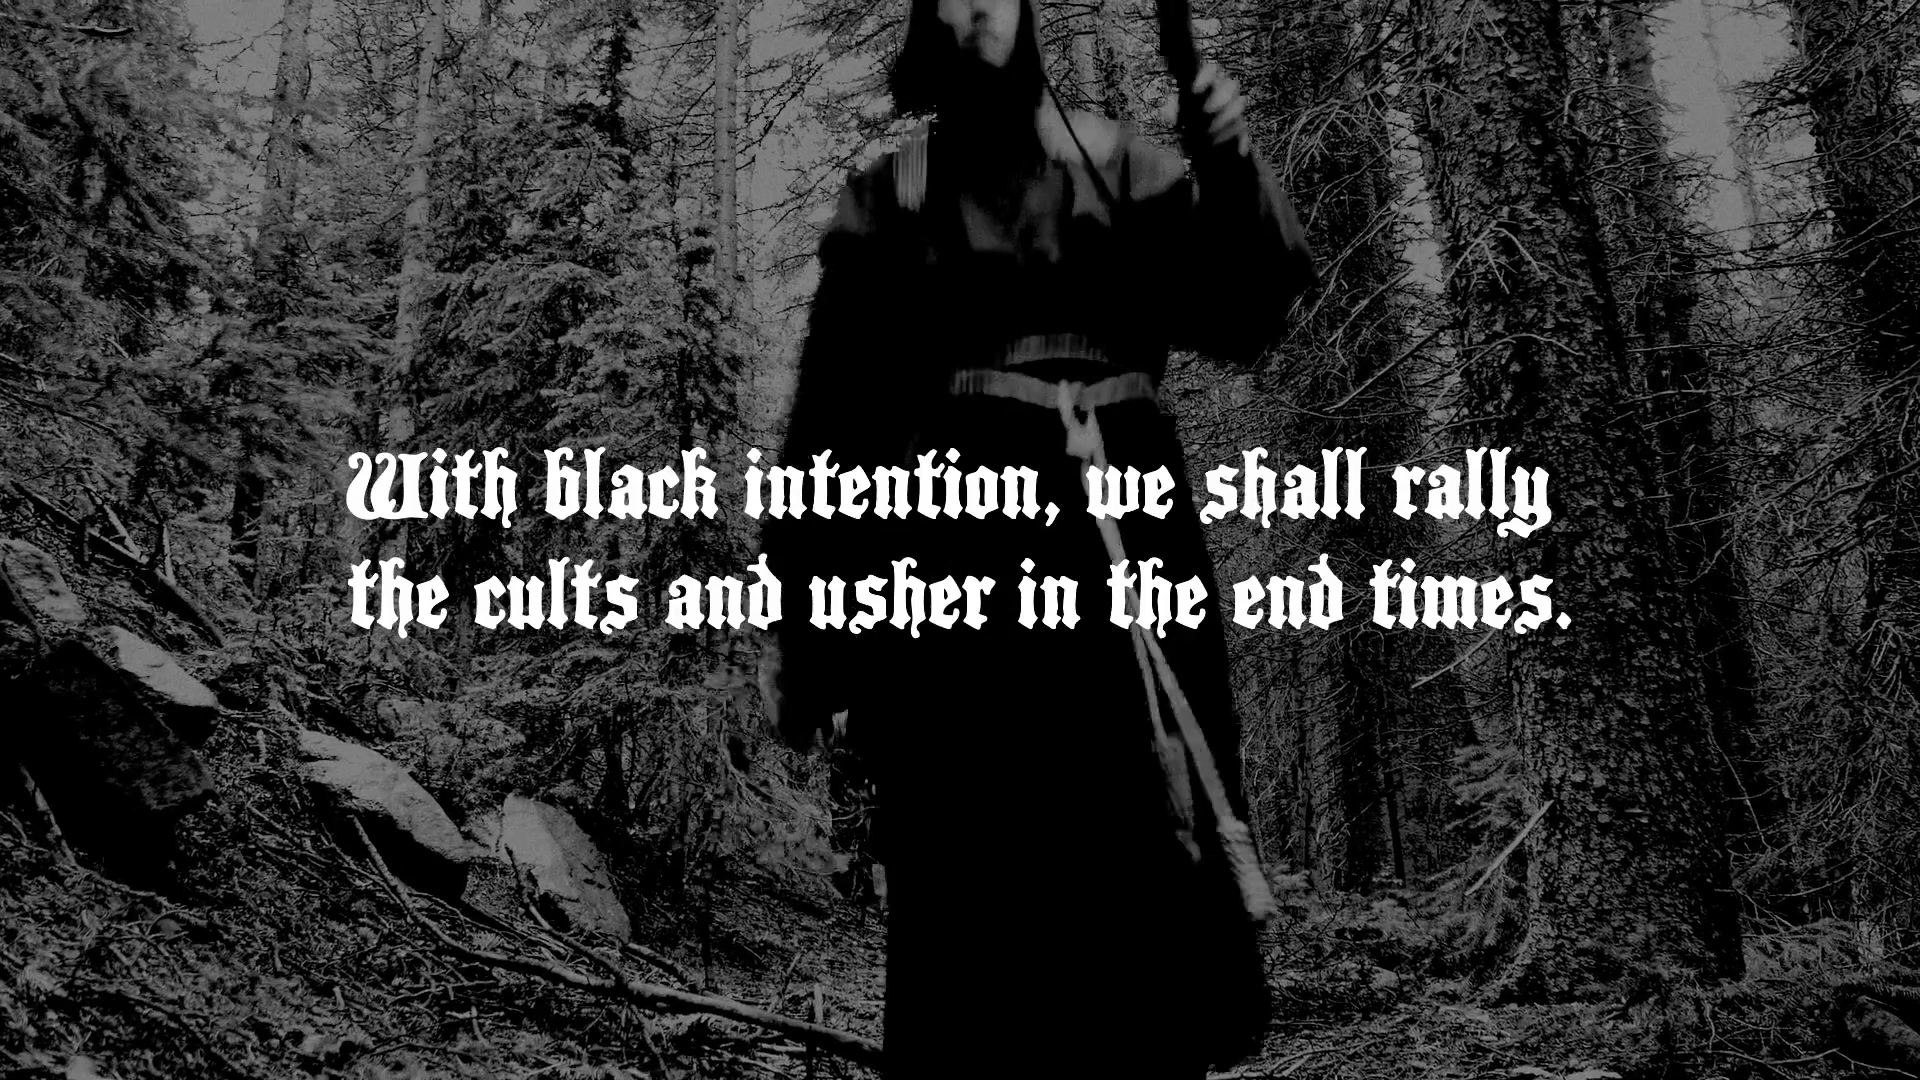 With black intention, we shall rally
the cults and usher in the end times.